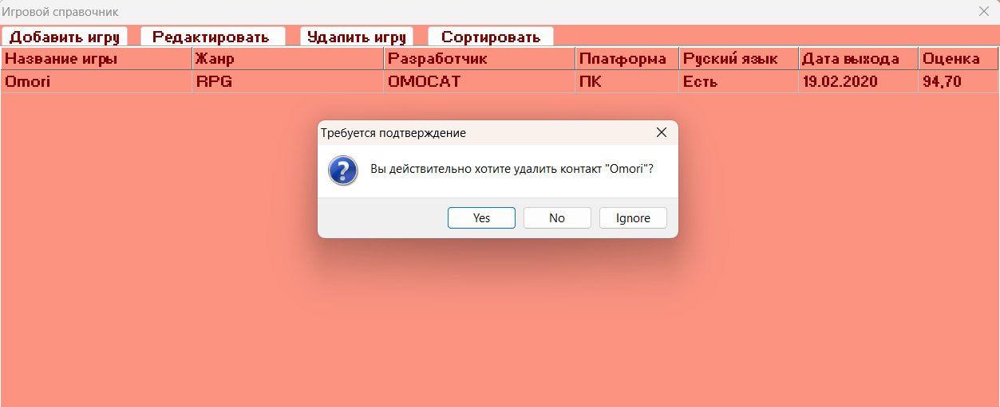 Игровой справочник
Добавить игру Редактировать Удалить игру Сортировать
Название игры Жанр Разработчик Платформа Руский язык Дата выхода Оценка
Omori RPG OMOCAT ПК Есть 19.02.2020 94,70
Требуется подтверждение
Вы действительно хотите удалить контакт "Omori"?
Yes No Ignore